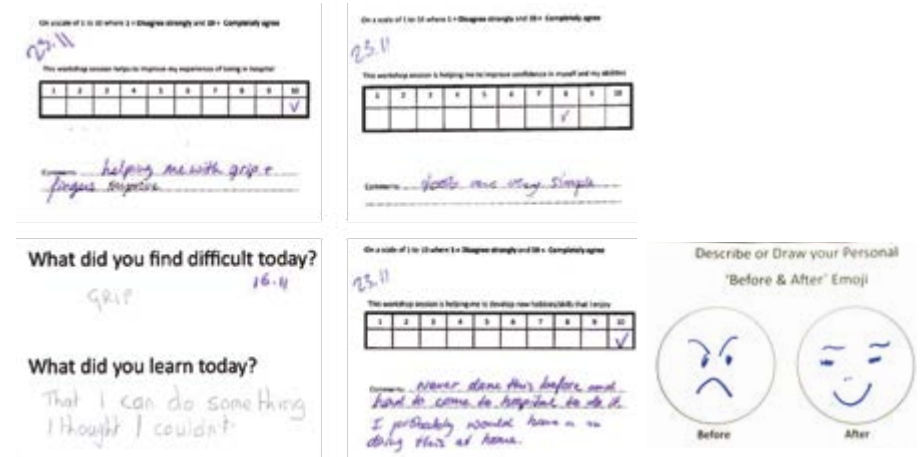 On a scale of 1 to 10 where 1 = Disagree strongly and 10 = Completely agree
23.11
This workshop session helps to improve my experience of being in hospital
1 2 3 4 5 6 7 8 9 10
Comments: helping me with grip +
fingers
On a scale of 1 to 10 where 1 = Disagree strongly and 10 = Completely agree
23.11
This workshop session is helping me to improve confidence in myself and my abilities
1 2 3 4 5 6 7 8 9 10
Comments: very simple
What did you find difficult today?
16.11
GRIP
What did you learn today?
That I can do something
I thought I couldn't
On a scale of 1 to 10 where 1 = Disagree strongly and 10 = Completely agree
23.11
This workshop session is helping me to develop new hobbies/skills that I enjoy
1 2 3 4 5 6 7 8 9 10
Comments: Never done this before and
had to come to hospital to do it.
I probably would have
doing this at home.
Describe or Draw your Personal
'Before & After' Emoji
Before
After